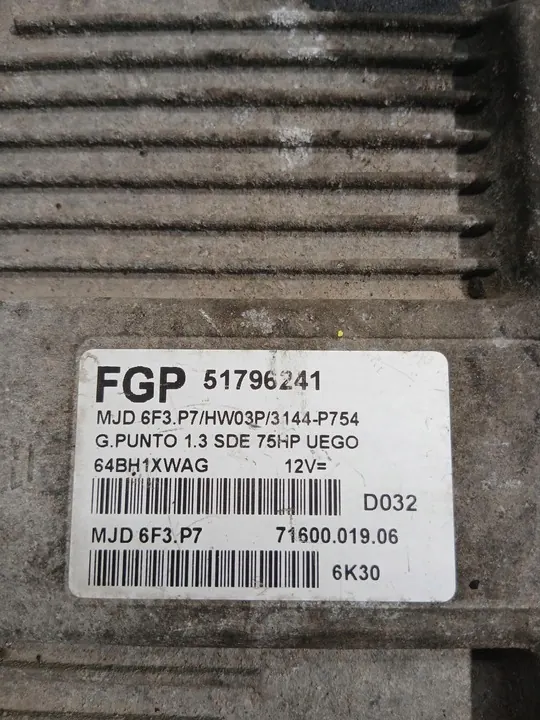 FGP 51796241
MJD 6F3.P7/HW03P/3144-P754
G.PUNTO 1.3 SDE 75HP UEGO
64BH1XWAG 12V=
D032
MJD 6F3.P7 71600.019.06
6K30